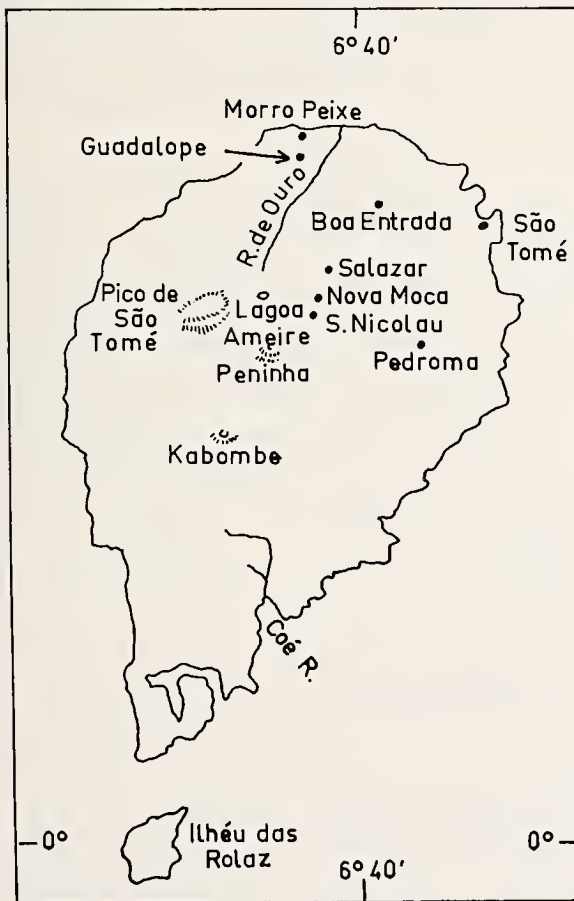 6° 40'
Morro Peixe
Guadalope
R. de Ouro
Boa Entrada
São
Tomé
Salazar
Pico de
São
Tomé
Lagoa
Ameire
Nova Moca
S. Nicolau
Peninha
Pedroma
Kabombe
Coé R.
Ilhéu das
Rolaz
0°
0°
6° 40'